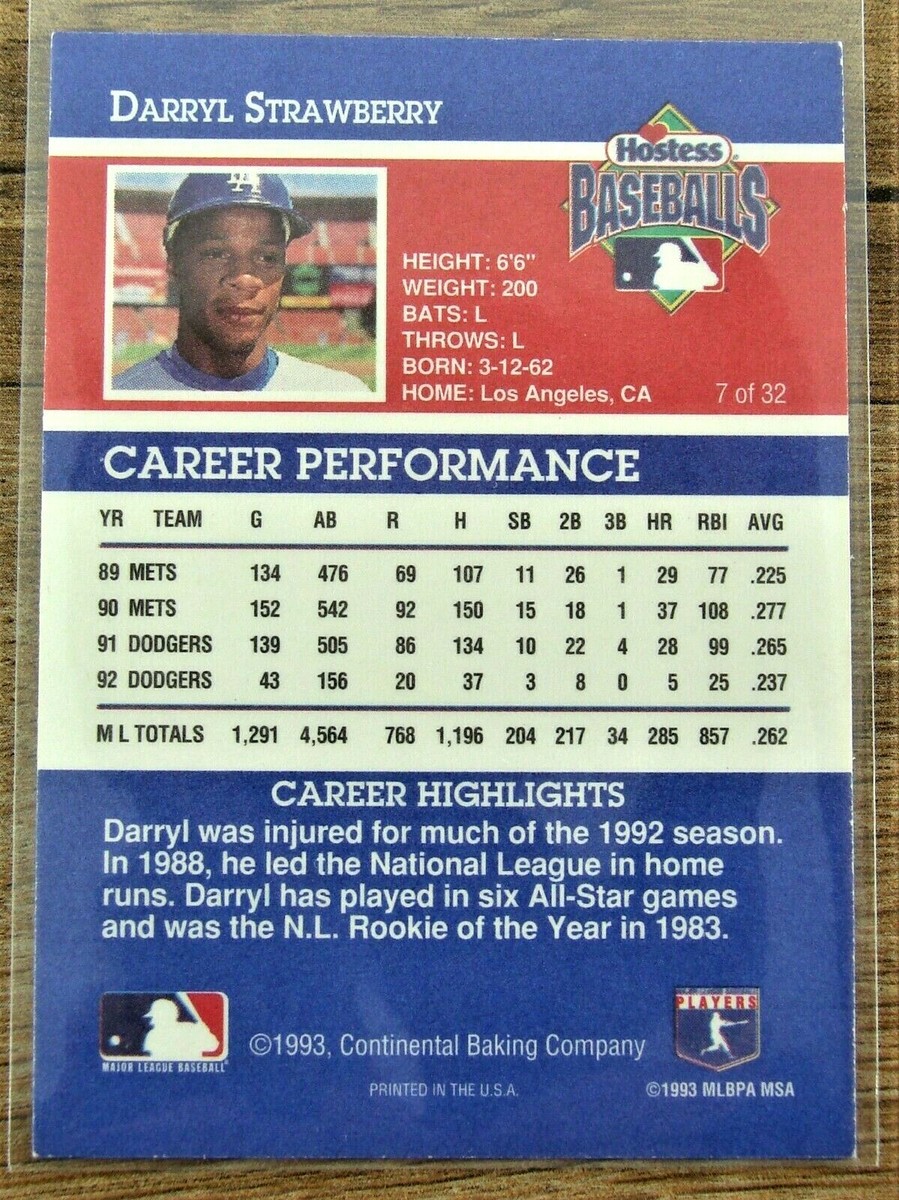 DARRYL STRAWBERRY
Hostess
BASEBALLS
LA
HEIGHT: 6'6"
WEIGHT: 200
BATS: L
THROWS: L
BORN: 3-12-62
HOME: Los Angeles, CA
7 of 32
CAREER PERFORMANCE
YR TEAM G AB R H SB 2B 3B HR RBI AVG
89 METS 134 476 69 107 11 26 1 29 77 .225
90 METS 152 542 92 150 15 18 1 37 108 .277
91 DODGERS 139 505 86 134 10 22 4 28 99 .265
92 DODGERS 43 156 20 37 3 8 0 5 25 .237
M L TOTALS 1,291 4,564 768 1,196 204 217 34 285 857 .262
CAREER HIGHLIGHTS
Darryl was injured for much of the 1992 season.
In 1988, he led the National League in home
runs. Darryl has played in six All-Star games
and was the N.L. Rookie of the Year in 1983.
MAJOR LEAGUE BASEBALL
©1993, Continental Baking Company
PRINTED IN THE U.S.A.
PLAYERS
©1993 MLBPA MSA